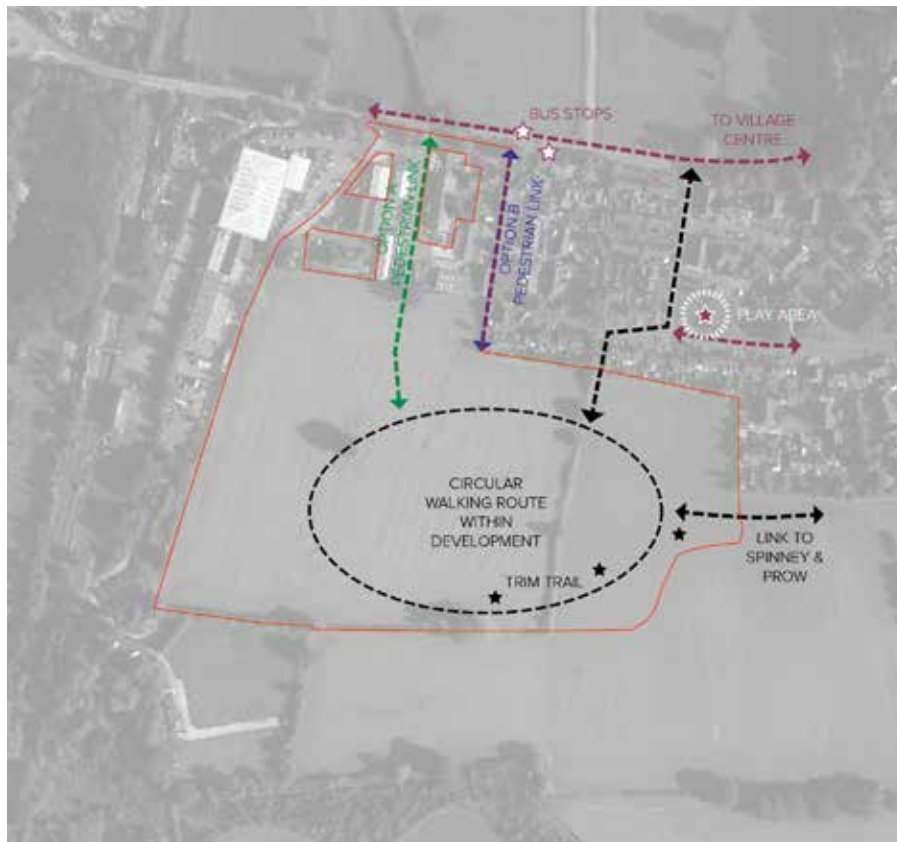 BUS STOPS
TO VILLAGE
CENTRE
OPTION A
PEDESTRIAN LINK
OPTION B
PEDESTRIAN LINK
PLAY AREA
CIRCULAR
WALKING ROUTE
WITHIN
DEVELOPMENT
TRIM TRAIL
LINK TO
SPINNEY &
PROW